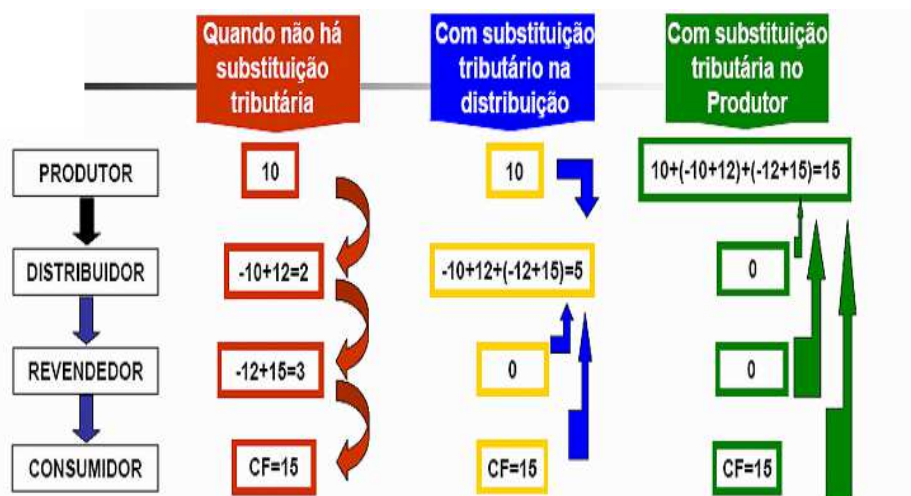 Quando não há
substituição
tributária
Com substituição
tributário na
distribuição
Com substituição
tributária no
Produtor
PRODUTOR
10
10
10+(-10+12)+(-12+15)=15
DISTRIBUIDOR
-10+12=2
-10+12+(-12+15)=5
0
REVENDEDOR
-12+15=3
0
0
CONSUMIDOR
CF=15
CF=15
CF=15